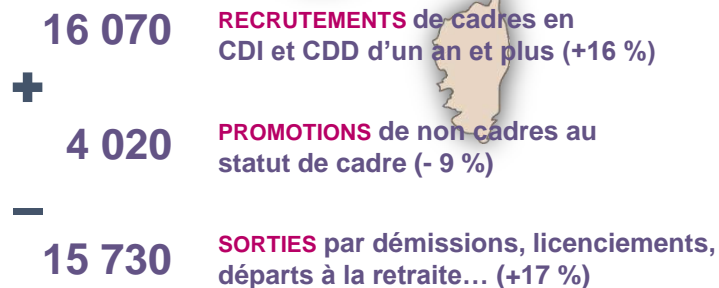 16 070
RECRUTEMENTS de cadres en
CDI et CDD d'un an et plus (+16 %)
+
4 020
PROMOTIONS de non cadres au
statut de cadre (- 9 %)
–
15 730
SORTIES par démissions, licenciements,
départs à la retraite… (+17 %)